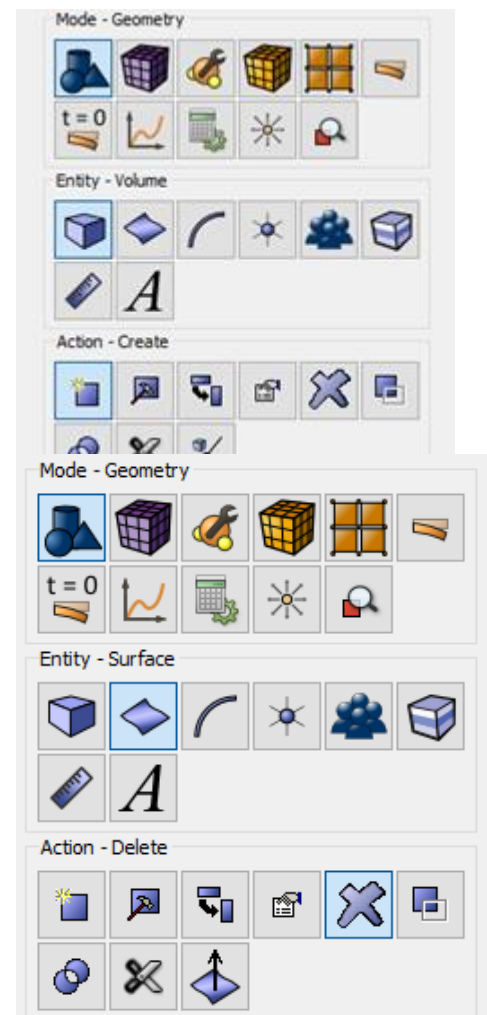 Mode - Geometry
t = 0
Entity - Volume
A
Action - Create
Mode - Geometry
t = 0
Entity - Surface
A
Action - Delete